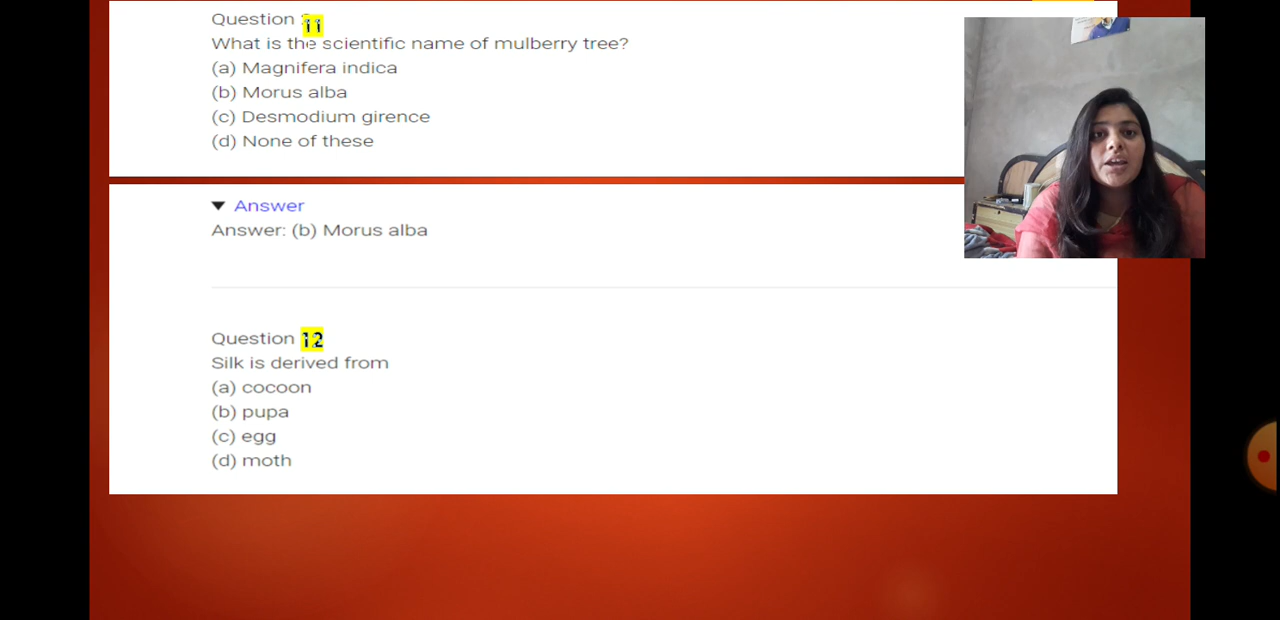 Question 11
What is the scientific name of mulberry tree?
(a) Magnifera indica
(b) Morus alba
(c) Desmodium girence
(d) None of these
Answer
Answer: (b) Morus alba
Question 12
Silk is derived from
(a) cocoon
(b) pupa
(c) egg
(d) moth